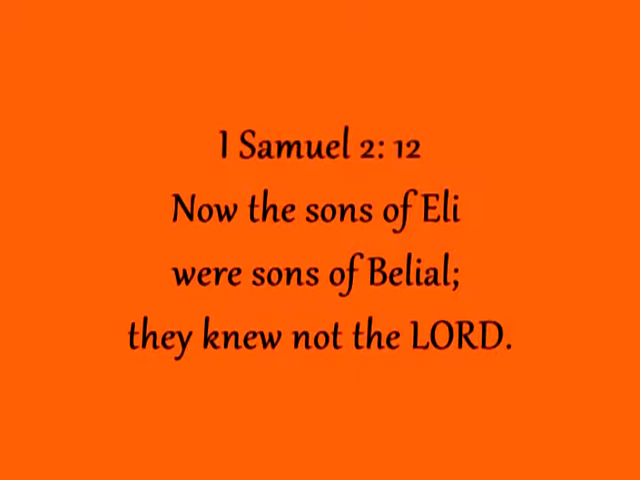 I Samuel 2: 12
Now the sons of Eli
were sons of Belial;
they knew not the LORD.